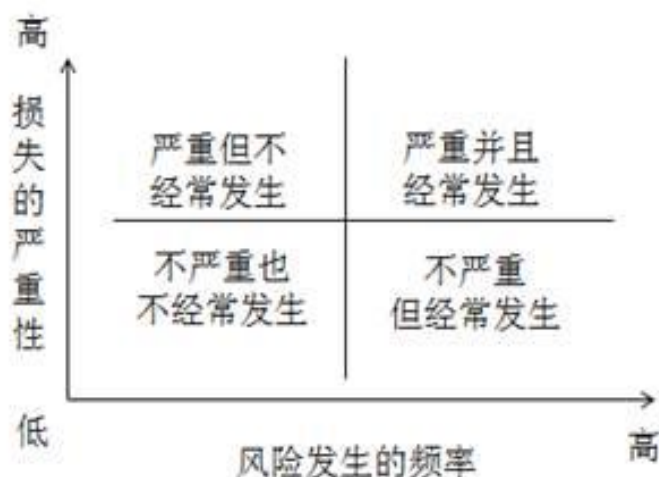 高
损失的严重性
严重但不
经常发生
严重并且
经常发生
不严重也
不经常发生
不严重
但经常发生
低
风险发生的频率
高